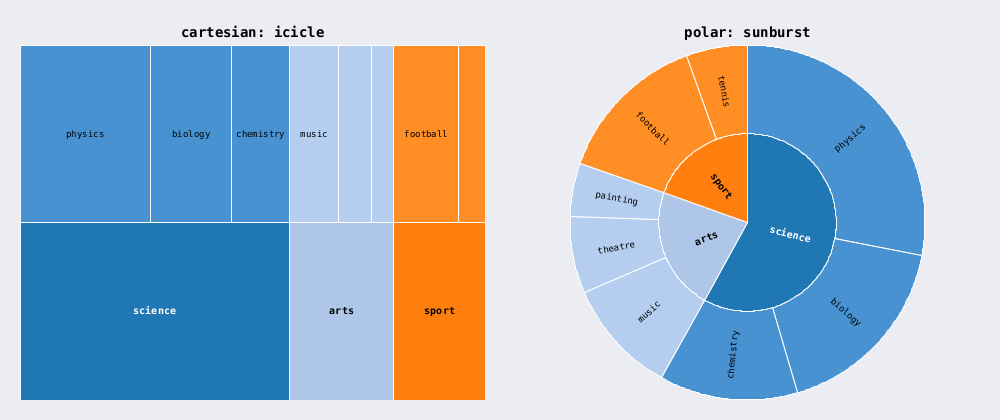 cartesian: icicle
physics
biology
chemistry
music
football
science
arts
sport
polar: sunburst
tennis
football
physics
sport
painting
science
arts
theatre
music
biology
chemistry